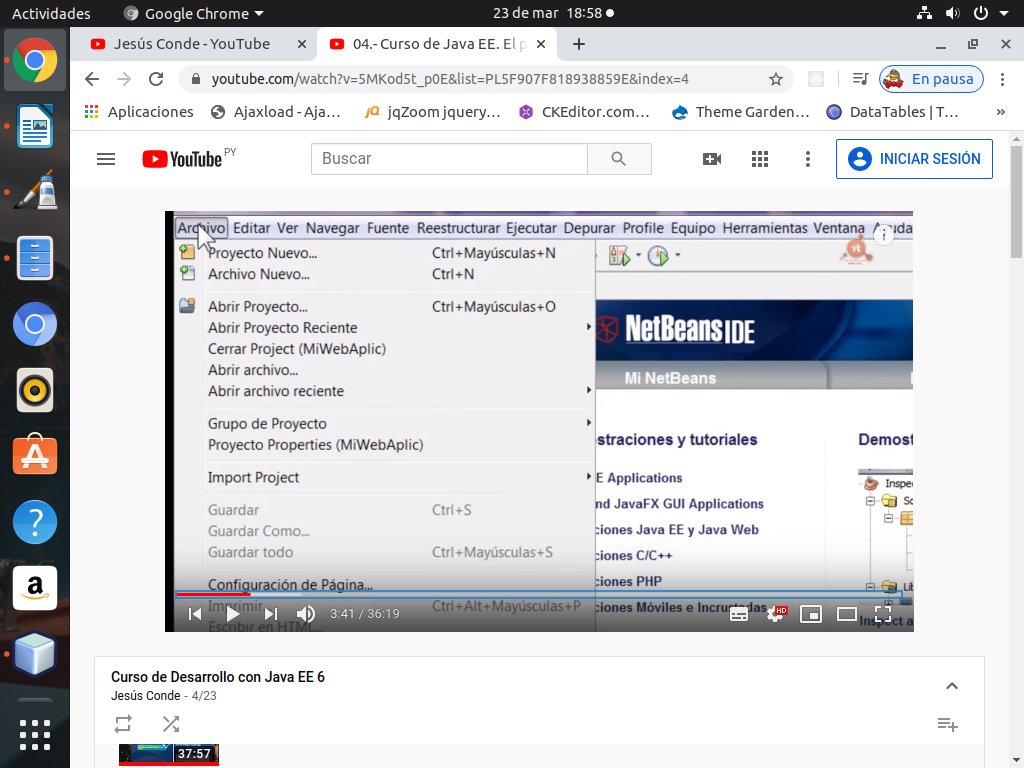 Actividades
Google Chrome
23 de mar 18:58
Jesús Conde - YouTube
04.- Curso de Java EE. El p
youtube.com/watch?v=5MKod5t_p0E&list=PL5F907F818938859E&index=4
En pausa
Aplicaciones
Ajaxload - Aja...
jqZoom jquery...
CKEditor.com...
Theme Garden...
DataTables | T...
YouTube PY
Buscar
INICIAR SESIÓN
Archivo Editar Ver Navegar Fuente Reestructurar Ejecutar Depurar Profile Equipo Herramientas Ventana Ayuda
Proyecto Nuevo... Ctrl+Mayúsculas+N
Archivo Nuevo... Ctrl+N
Abrir Proyecto... Ctrl+Mayúsculas+O
Abrir Proyecto Reciente
Cerrar Project (MiWebAplic)
Abrir archivo...
Abrir archivo reciente
Grupo de Proyecto
Proyecto Properties (MiWebAplic)
Import Project
Guardar Ctrl+S
Guardar Como...
Guardar todo Ctrl+Mayúsculas+S
Configuración de Página...
Imprimir... Ctrl+Alt+Mayúsculas+P
Escribir en HTML...
NetBeans IDE
Mi NetBeans
straciones y tutoriales
Demost
E Applications
nd JavaFX GUI Applications
ciones Java EE y Java Web
ciones C/C++
ciones PHP
ciones Móviles e Incrustadas
Inspe
So
Lib
Inspect a
3:41 / 36:19
HD
Curso de Desarrollo con Java EE 6
Jesús Conde - 4/23
37:57